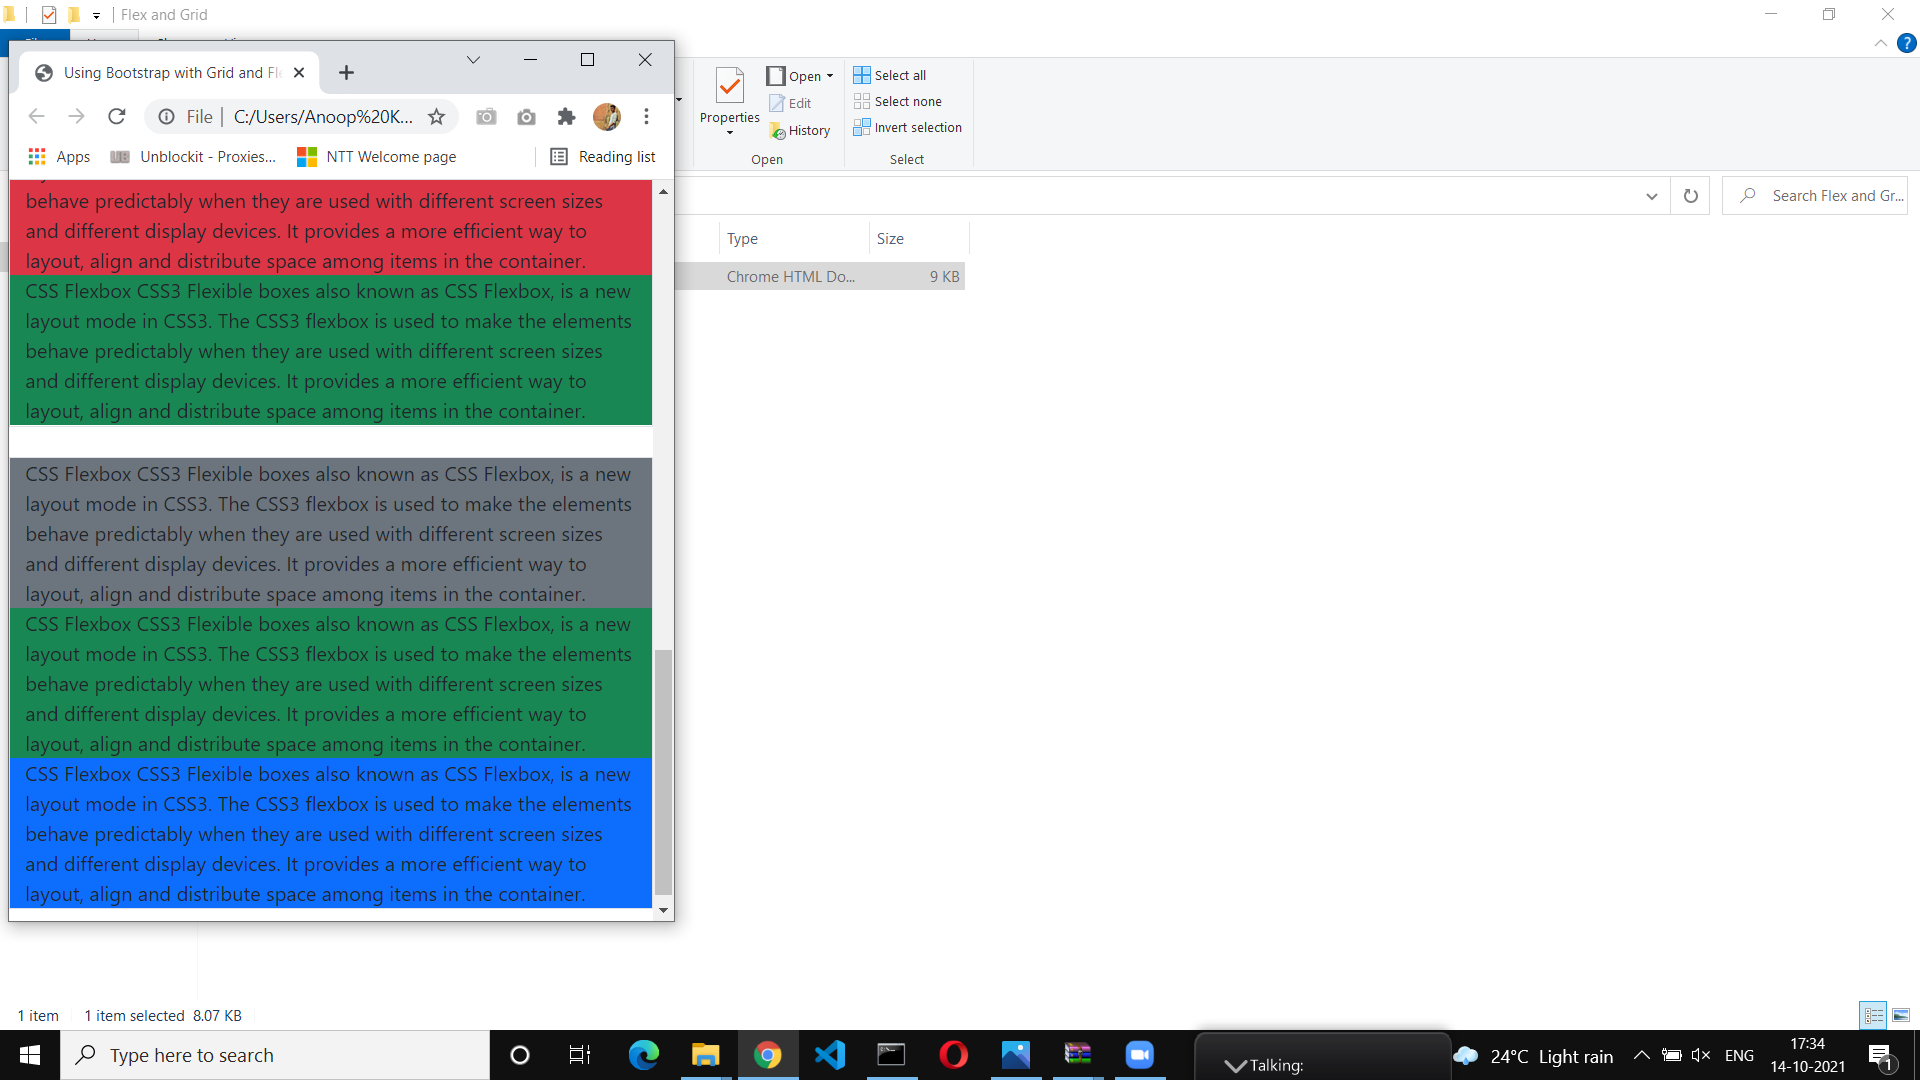 Flex and Grid
Using Bootstrap with Grid and Fl
File C:/Users/Anoop%20K...
Apps Unblockit - Proxies... NTT Welcome page Reading list
Properties
Open
Edit
History
Open
Select all
Select none
Invert selection
Select
Search Flex and Gr...
Type Size
Chrome HTML Do... 9 KB
behave predictably when they are used with different screen sizes
and different display devices. It provides a more efficient way to
layout, align and distribute space among items in the container.
CSS Flexbox CSS3 Flexible boxes also known as CSS Flexbox, is a new
layout mode in CSS3. The CSS3 flexbox is used to make the elements
behave predictably when they are used with different screen sizes
and different display devices. It provides a more efficient way to
layout, align and distribute space among items in the container.
CSS Flexbox CSS3 Flexible boxes also known as CSS Flexbox, is a new
layout mode in CSS3. The CSS3 flexbox is used to make the elements
behave predictably when they are used with different screen sizes
and different display devices. It provides a more efficient way to
layout, align and distribute space among items in the container.
CSS Flexbox CSS3 Flexible boxes also known as CSS Flexbox, is a new
layout mode in CSS3. The CSS3 flexbox is used to make the elements
behave predictably when they are used with different screen sizes
and different display devices. It provides a more efficient way to
layout, align and distribute space among items in the container.
CSS Flexbox CSS3 Flexible boxes also known as CSS Flexbox, is a new
layout mode in CSS3. The CSS3 flexbox is used to make the elements
behave predictably when they are used with different screen sizes
and different display devices. It provides a more efficient way to
layout, align and distribute space among items in the container.
1 item 1 item selected 8.07 KB
Type here to search
Talking:
24°C Light rain
ENG
17:34
14-10-2021
1